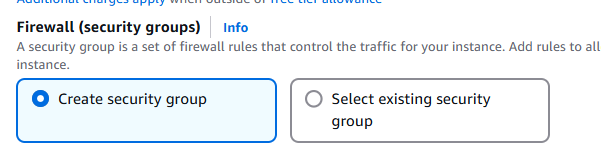 Additional charges apply when outside of free tier allowance
Firewall (security groups) Info
A security group is a set of firewall rules that control the traffic for your instance. Add rules to all
instance.
Create security group
Select existing security
group